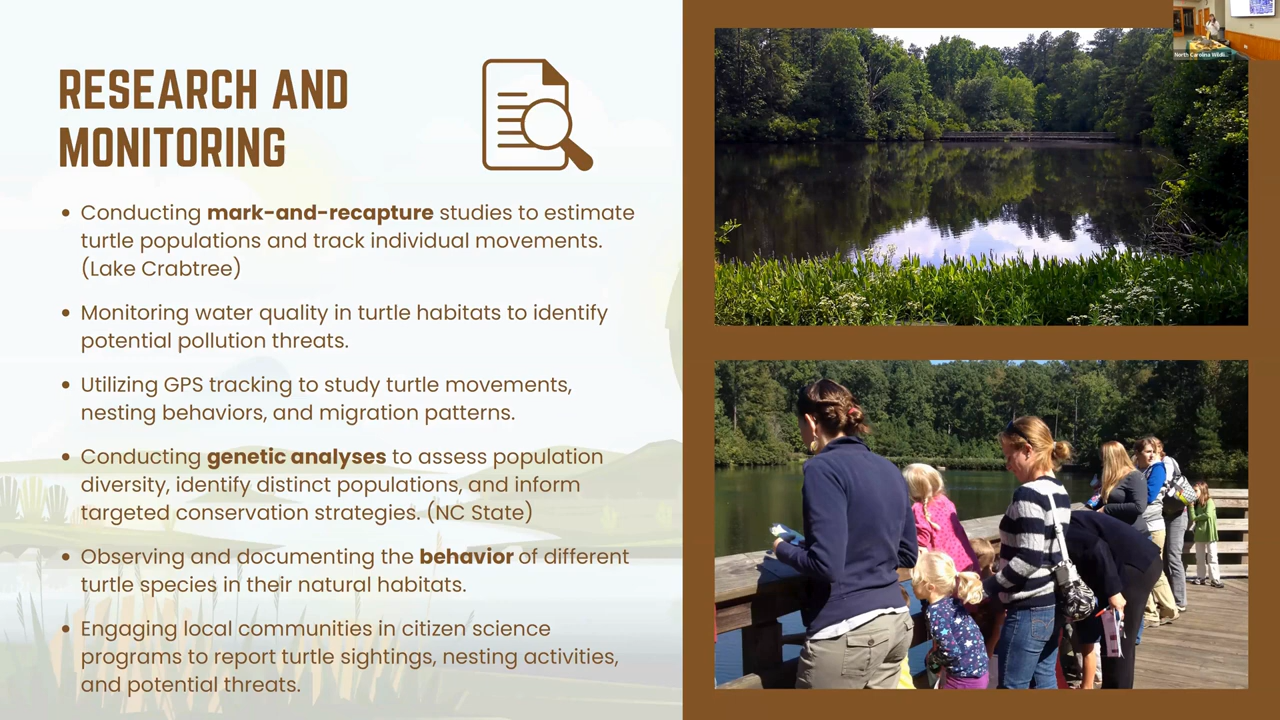 RESEARCH AND
MONITORING
• Conducting mark-and-recapture studies to estimate
turtle populations and track individual movements.
(Lake Crabtree)
• Monitoring water quality in turtle habitats to identify
potential pollution threats.
• Utilizing GPS tracking to study turtle movements,
nesting behaviors, and migration patterns.
• Conducting genetic analyses to assess population
diversity, identify distinct populations, and inform
targeted conservation strategies. (NC State)
• Observing and documenting the behavior of different
turtle species in their natural habitats.
• Engaging local communities in citizen science
programs to report turtle sightings, nesting activities,
and potential threats.
North Carolina Wildli...